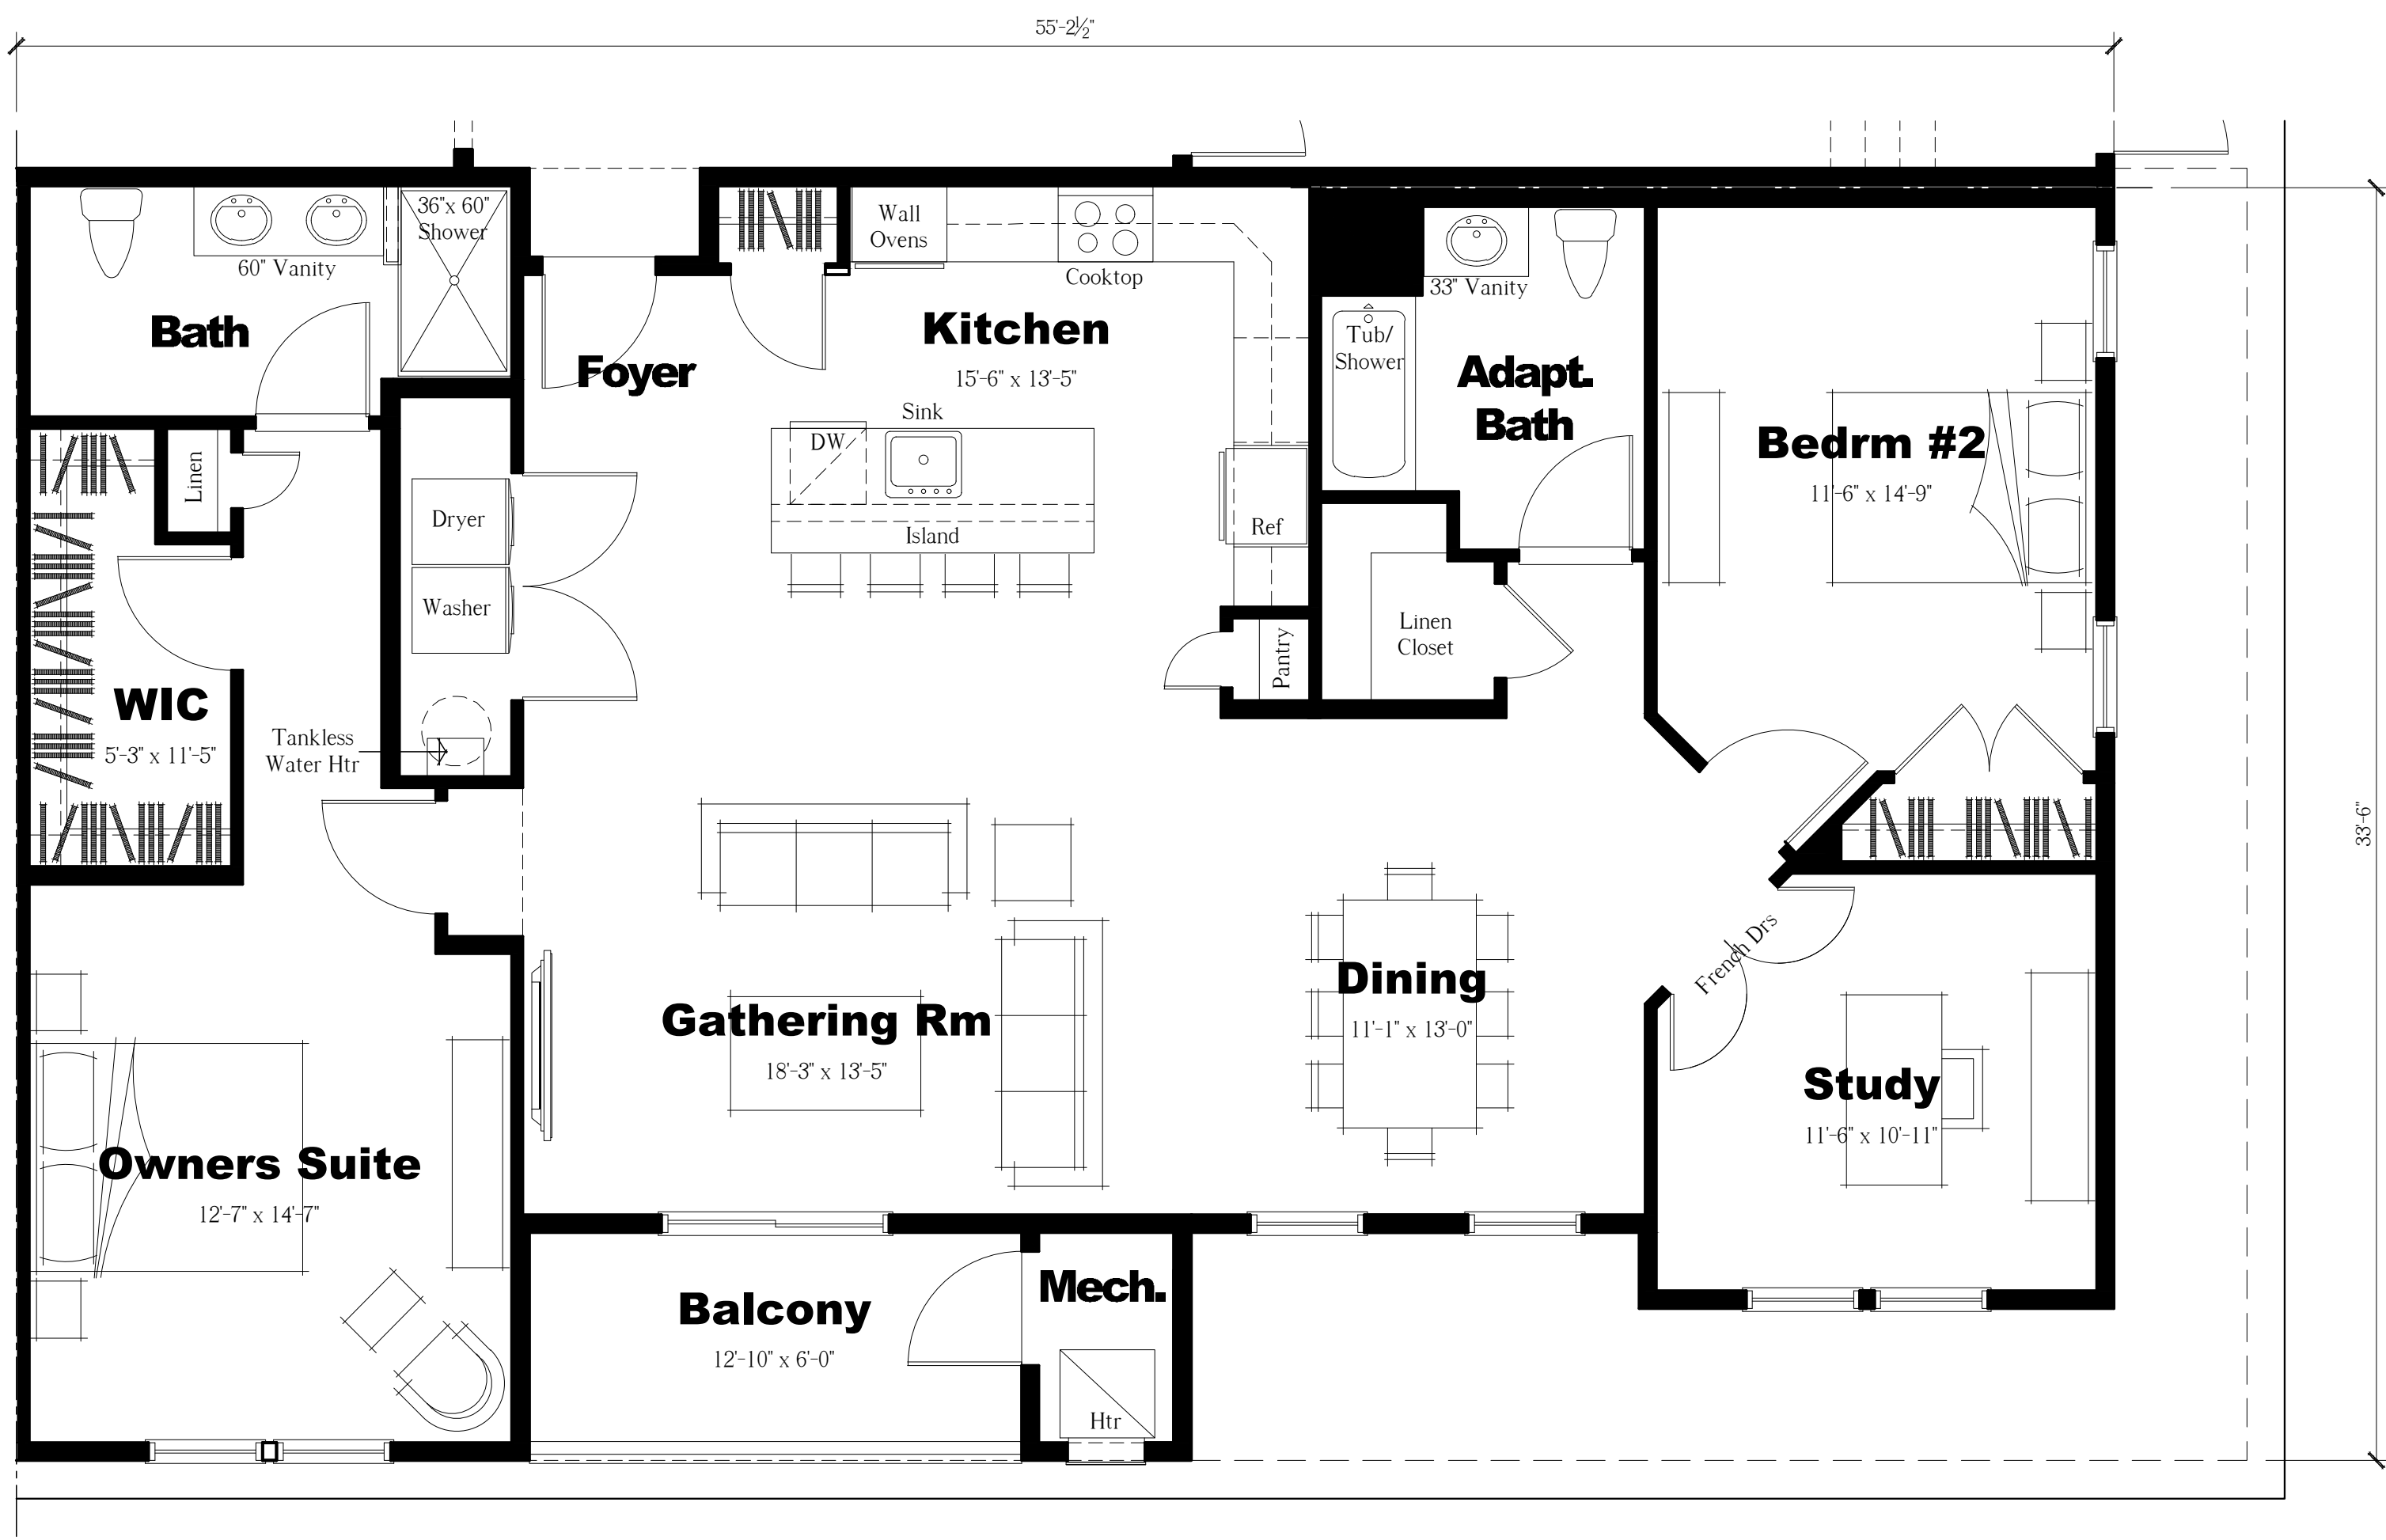 55'-2½"
36"x 60"
Shower
60" Vanity
Bath
Foyer
Wall
Ovens
Cooktop
Kitchen
15'-6" x 13'-5"
Sink
DW
Island
Ref
Pantry
33" Vanity
Tub/
Shower
Adapt.
Bath
Bedrm #2
11'-6" x 14'-9"
Linen
Dryer
Washer
Linen
Closet
WIC
5'-3" x 11'-5"
Tankless
Water Htr
33'-6"
French Drs
Dining
11'-1" x 13'-0"
Gathering Rm
18'-3" x 13'-5"
Study
11'-6" x 10'-11"
Owners Suite
12'-7" x 14'-7"
Balcony
12'-10" x 6'-0"
Mech.
Htr